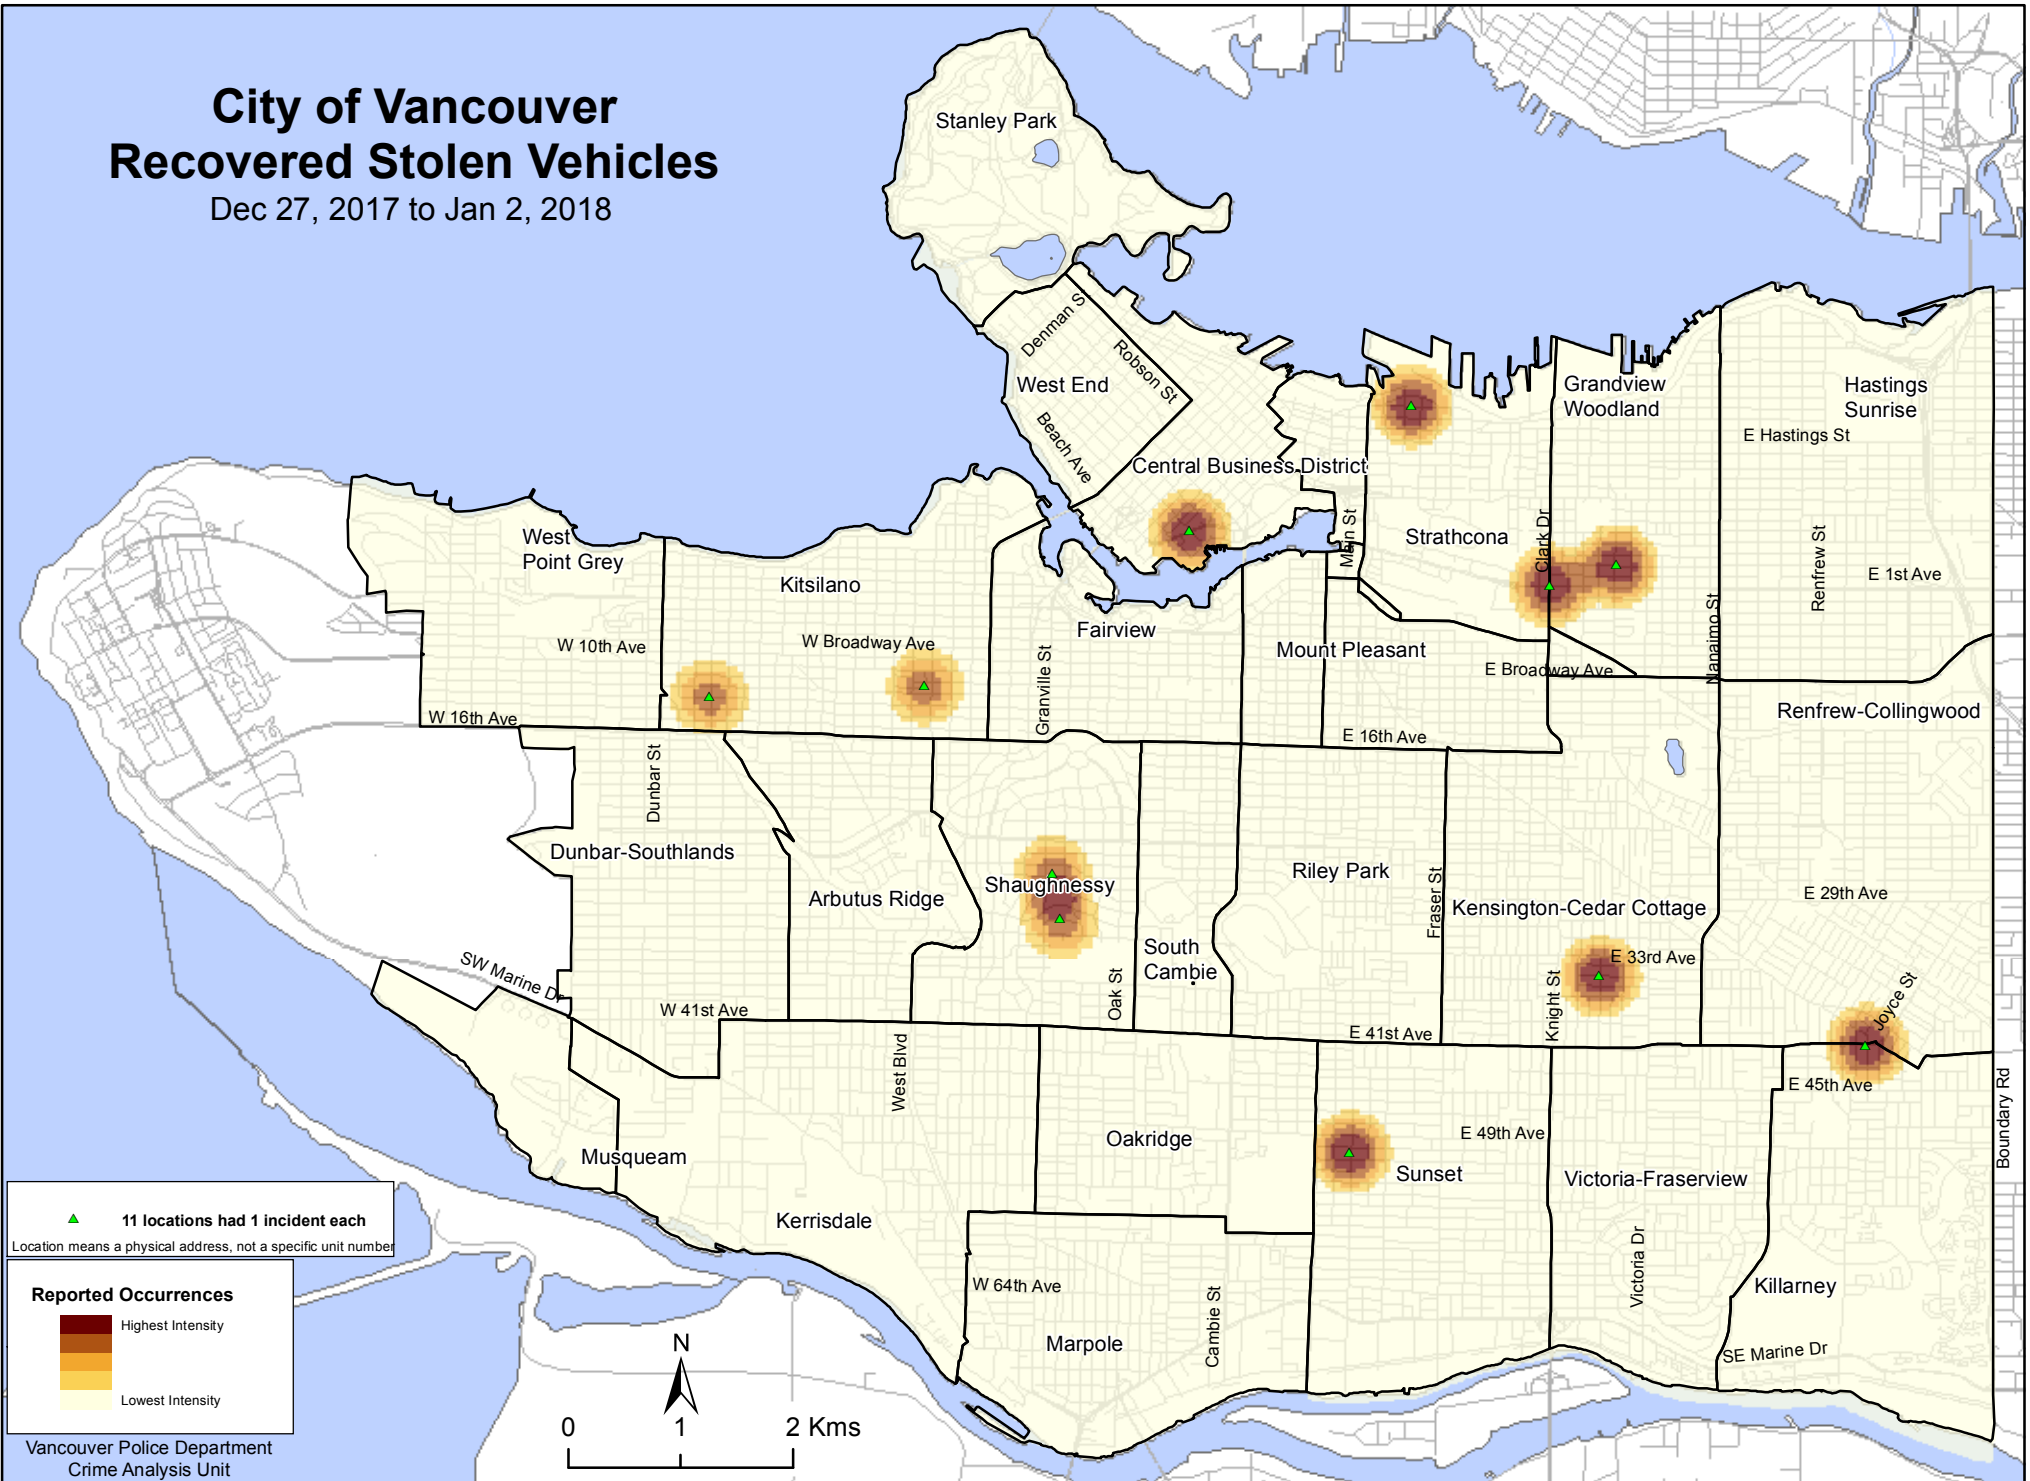 City of Vancouver
Recovered Stolen Vehicles
Dec 27, 2017 to Jan 2, 2018
Stanley Park
Denman St
Robson St
West End
Beach Ave
Central Business District
Grandview
Woodland
Hastings
Sunrise
E Hastings St
West
Point Grey
Kitsilano
Main St
Strathcona
Clark Dr
Renfrew St
E 1st Ave
Nanaimo St
W 10th Ave
W Broadway Ave
Fairview
Granville St
Mount Pleasant
E Broadway Ave
W 16th Ave
E 16th Ave
Renfrew-Collingwood
Dunbar St
Dunbar-Southlands
Arbutus Ridge
Shaughnessy
Riley Park
Fraser St
Kensington-Cedar Cottage
E 29th Ave
South
Cambie
E 33rd Ave
SW Marine Dr
W 41st Ave
Oak St
Knight St
Joyce St
E 41st Ave
West Blvd
E 45th Ave
Boundary Rd
Musqueam
Oakridge
E 49th Ave
Sunset
Victoria-Fraserview
Kerrisdale
Victoria Dr
W 64th Ave
Cambie St
Killarney
Marpole
SE Marine Dr
11 locations had 1 incident each
Location means a physical address, not a specific unit number
Reported Occurrences
Highest Intensity
Lowest Intensity
Vancouver Police Department
Crime Analysis Unit
N
0 1 2 Kms